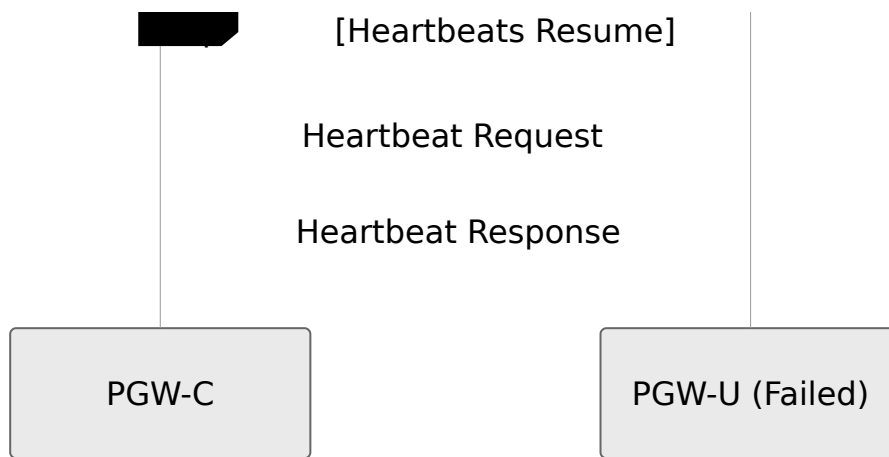 [Heartbeats Resume]
Heartbeat Request
Heartbeat Response
PGW-C
PGW-U (Failed)